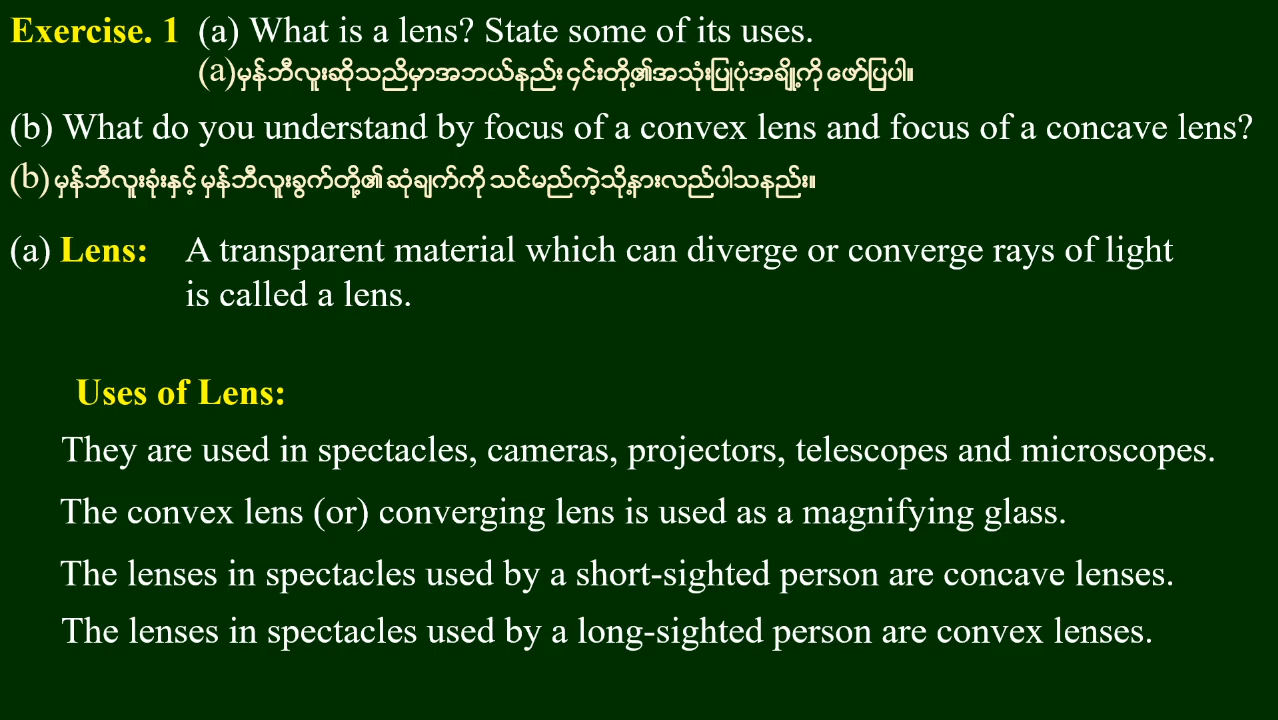 Exercise. 1 (a) What is a lens? State some of its uses.
(a)မှန်ဘီလူးဆိုသညိမှာအဘယ်နည်း ၄င်းတို့၏အသုံးပြုပုံအချို့ကို ဖော်ပြပါ။
(b) What do you understand by focus of a convex lens and focus of a concave lens?
(b) မှန်ဘီလူးခုံးနှင့် မှန်ဘီလူးခွက်တို့၏ ဆုံချက်ကို သင်မည်ကဲ့သို့နားလည်ပါသနည်း။
(a) Lens: A transparent material which can diverge or converge rays of light
is called a lens.
Uses of Lens:
They are used in spectacles, cameras, projectors, telescopes and microscopes.
The convex lens (or) converging lens is used as a magnifying glass.
The lenses in spectacles used by a short-sighted person are concave lenses.
The lenses in spectacles used by a long-sighted person are convex lenses.